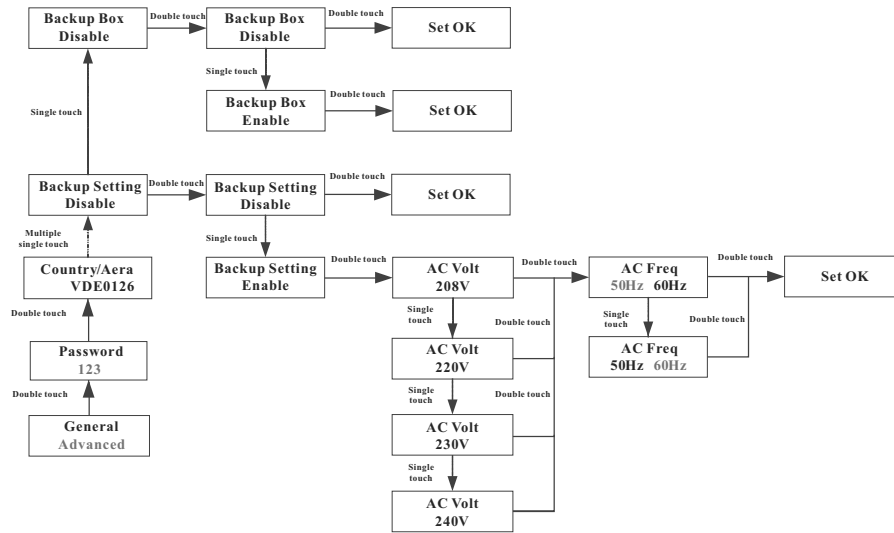 Backup Box
Disable
Double touch
Backup Box
Disable
Double touch
Set OK
Single touch
Backup Box
Enable
Double touch
Set OK
Single touch
Backup Setting
Disable
Double touch
Backup Setting
Disable
Double touch
Set OK
Multiple
single touch
Single touch
Country/Aera
VDE0126
Backup Setting
Enable
Double touch
AC Volt
208V
Double touch
AC Freq
50Hz 60Hz
Double touch
Set OK
Double touch
Single
touch
Double touch
Single
touch
Double touch
Password
123
AC Volt
220V
AC Freq
50Hz 60Hz
Double touch
Single
touch
Double touch
General
Advanced
AC Volt
230V
Single
touch
AC Volt
240V